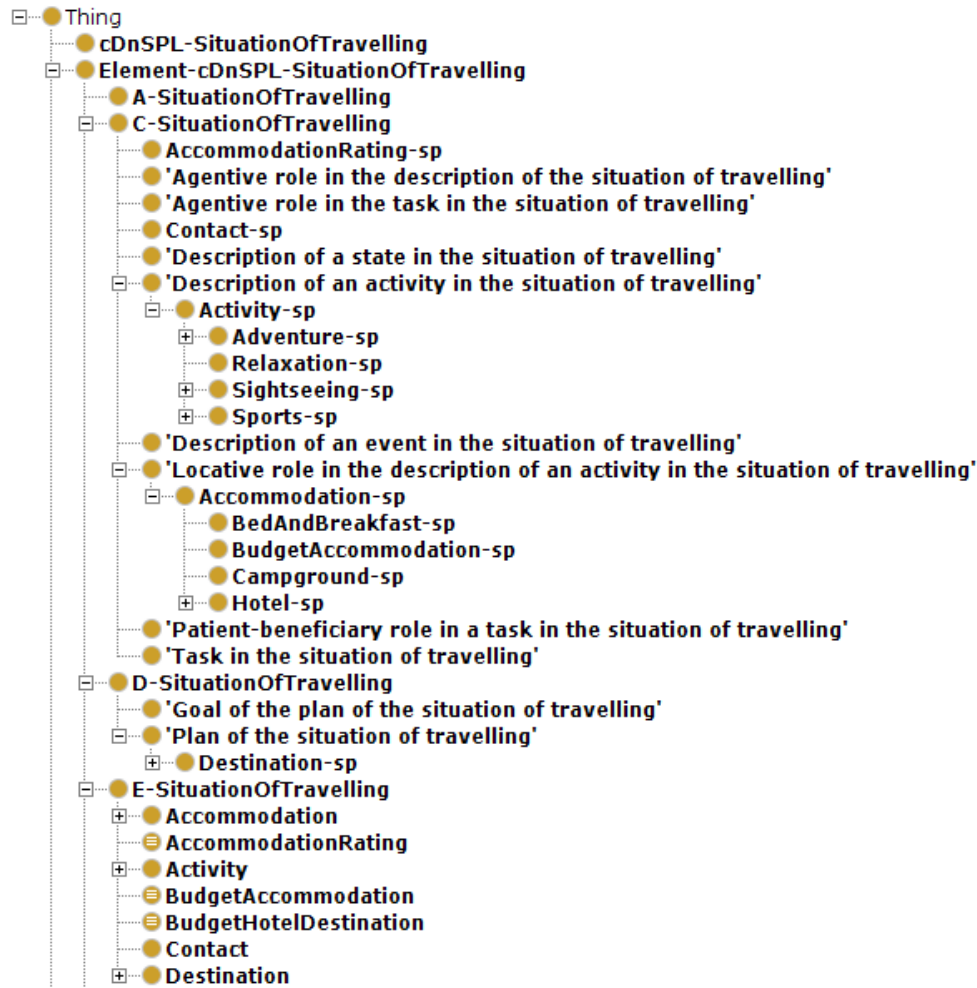 Thing
cDnSPL-SituationOfTravelling
Element-cDnSPL-SituationOfTravelling
A-SituationOfTravelling
C-SituationOfTravelling
AccommodationRating-sp
'Agentive role in the description of the situation of travelling'
'Agentive role in the task in the situation of travelling'
Contact-sp
'Description of a state in the situation of travelling'
'Description of an activity in the situation of travelling'
Activity-sp
Adventure-sp
Relaxation-sp
Sightseeing-sp
Sports-sp
'Description of an event in the situation of travelling'
'Locative role in the description of an activity in the situation of travelling'
Accommodation-sp
BedAndBreakfast-sp
BudgetAccommodation-sp
Campground-sp
Hotel-sp
'Patient-beneficiary role in a task in the situation of travelling'
'Task in the situation of travelling'
D-SituationOfTravelling
'Goal of the plan of the situation of travelling'
'Plan of the situation of travelling'
Destination-sp
E-SituationOfTravelling
Accommodation
AccommodationRating
Activity
BudgetAccommodation
BudgetHotelDestination
Contact
Destination